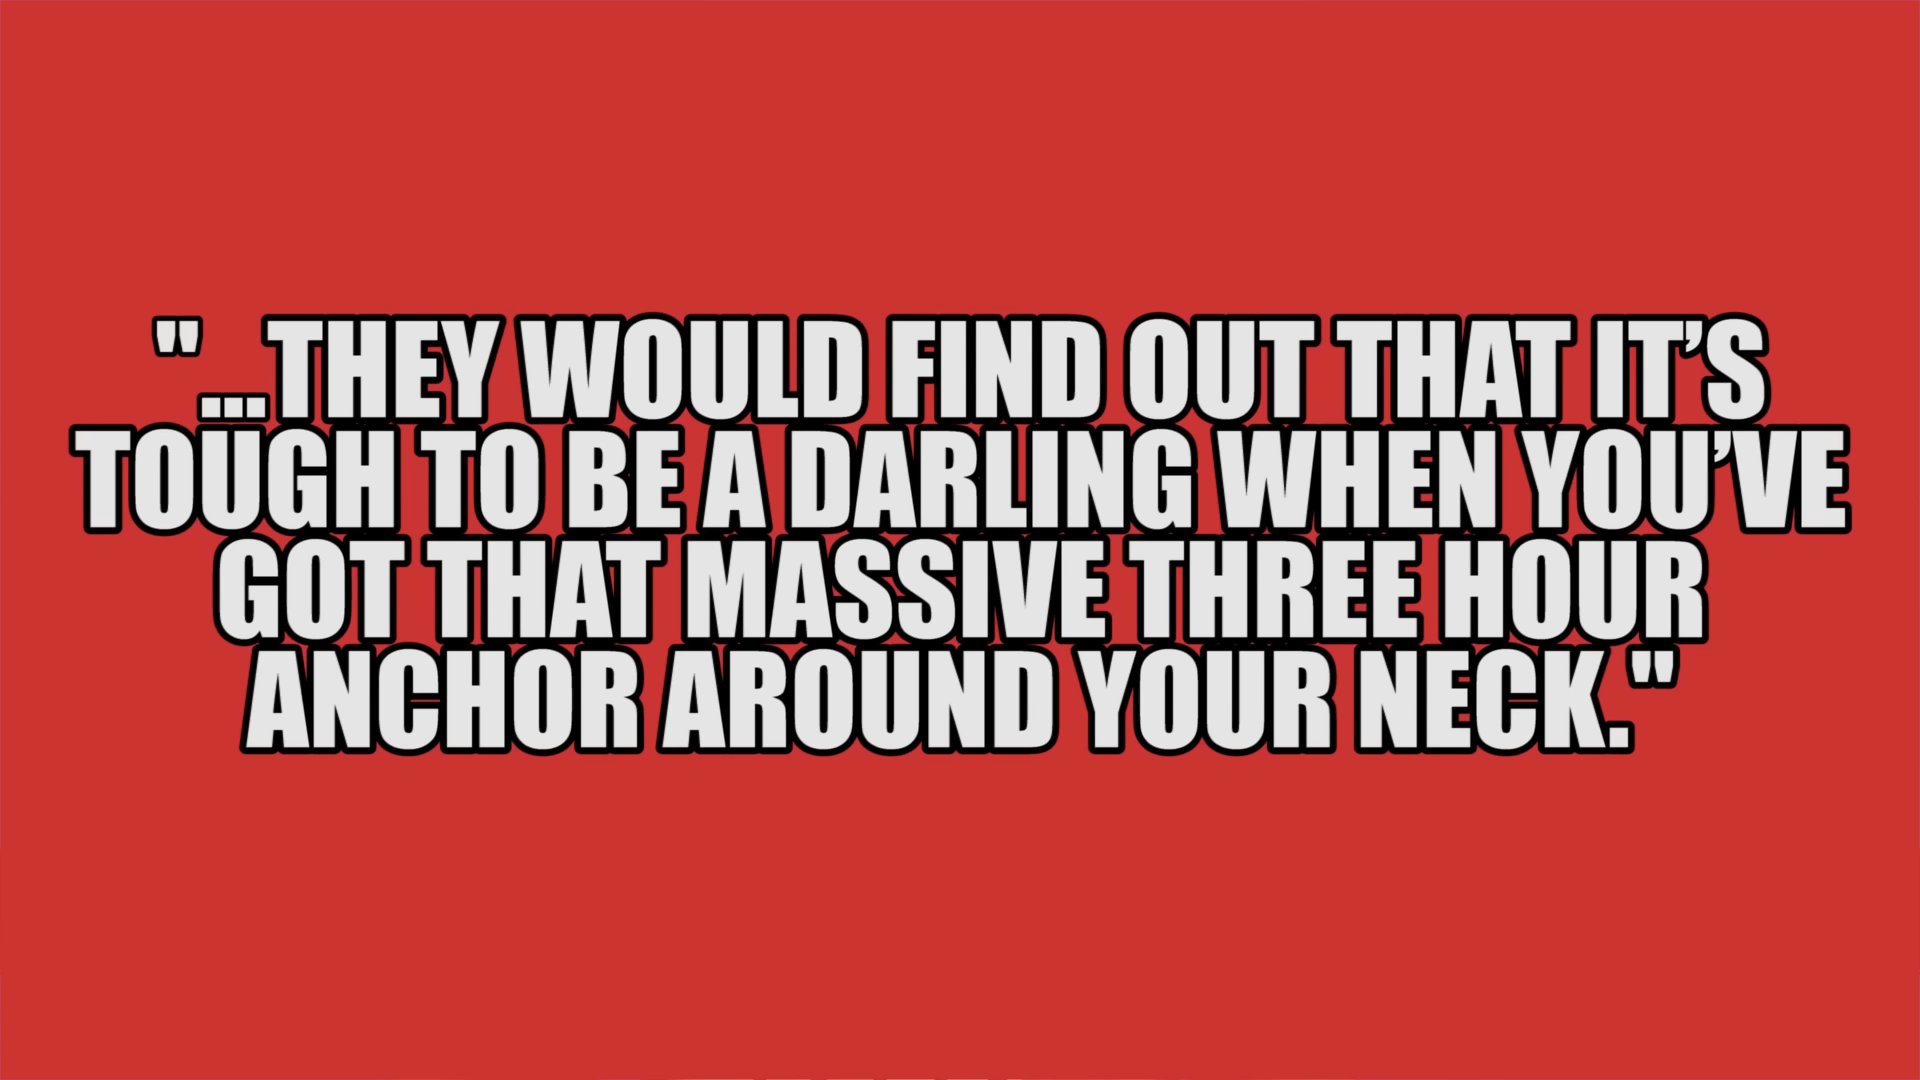 "...THEY WOULD FIND OUT THAT IT’S
TOUGH TO BE A DARLING WHEN YOU’VE
GOT THAT MASSIVE THREE HOUR
ANCHOR AROUND YOUR NECK."